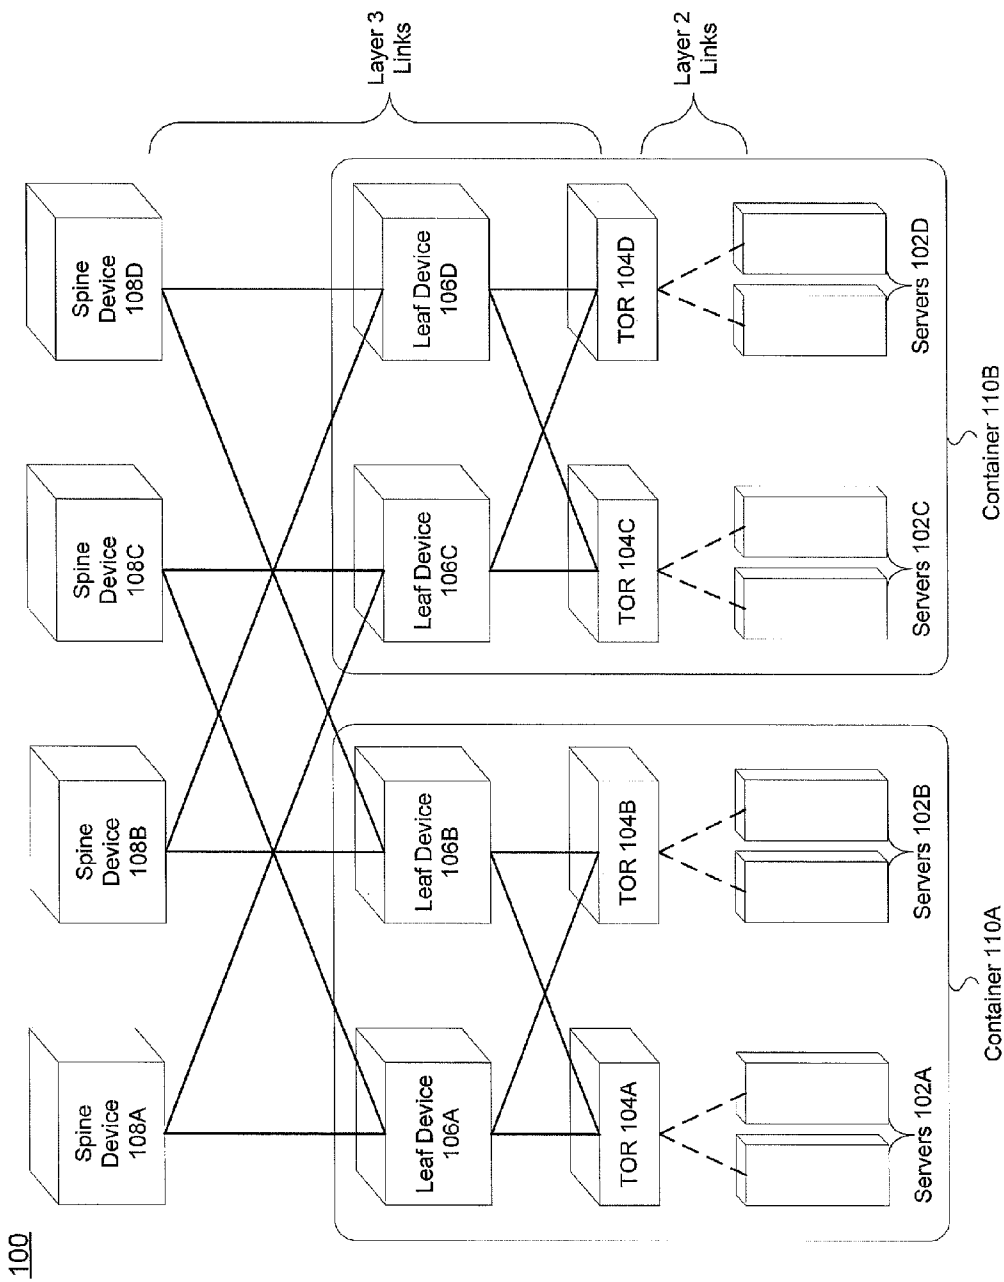 100
Spine
Device
108A
Spine
Device
108B
Spine
Device
108C
Spine
Device
108D
Layer 3
Links
Leaf Device
106A
Leaf Device
106B
Leaf Device
106C
Leaf Device
106D
TOR 104A
TOR 104B
TOR 104C
TOR 104D
Layer 2
Links
Servers 102A
Servers 102B
Servers 102C
Servers 102D
Container 110A
Container 110B